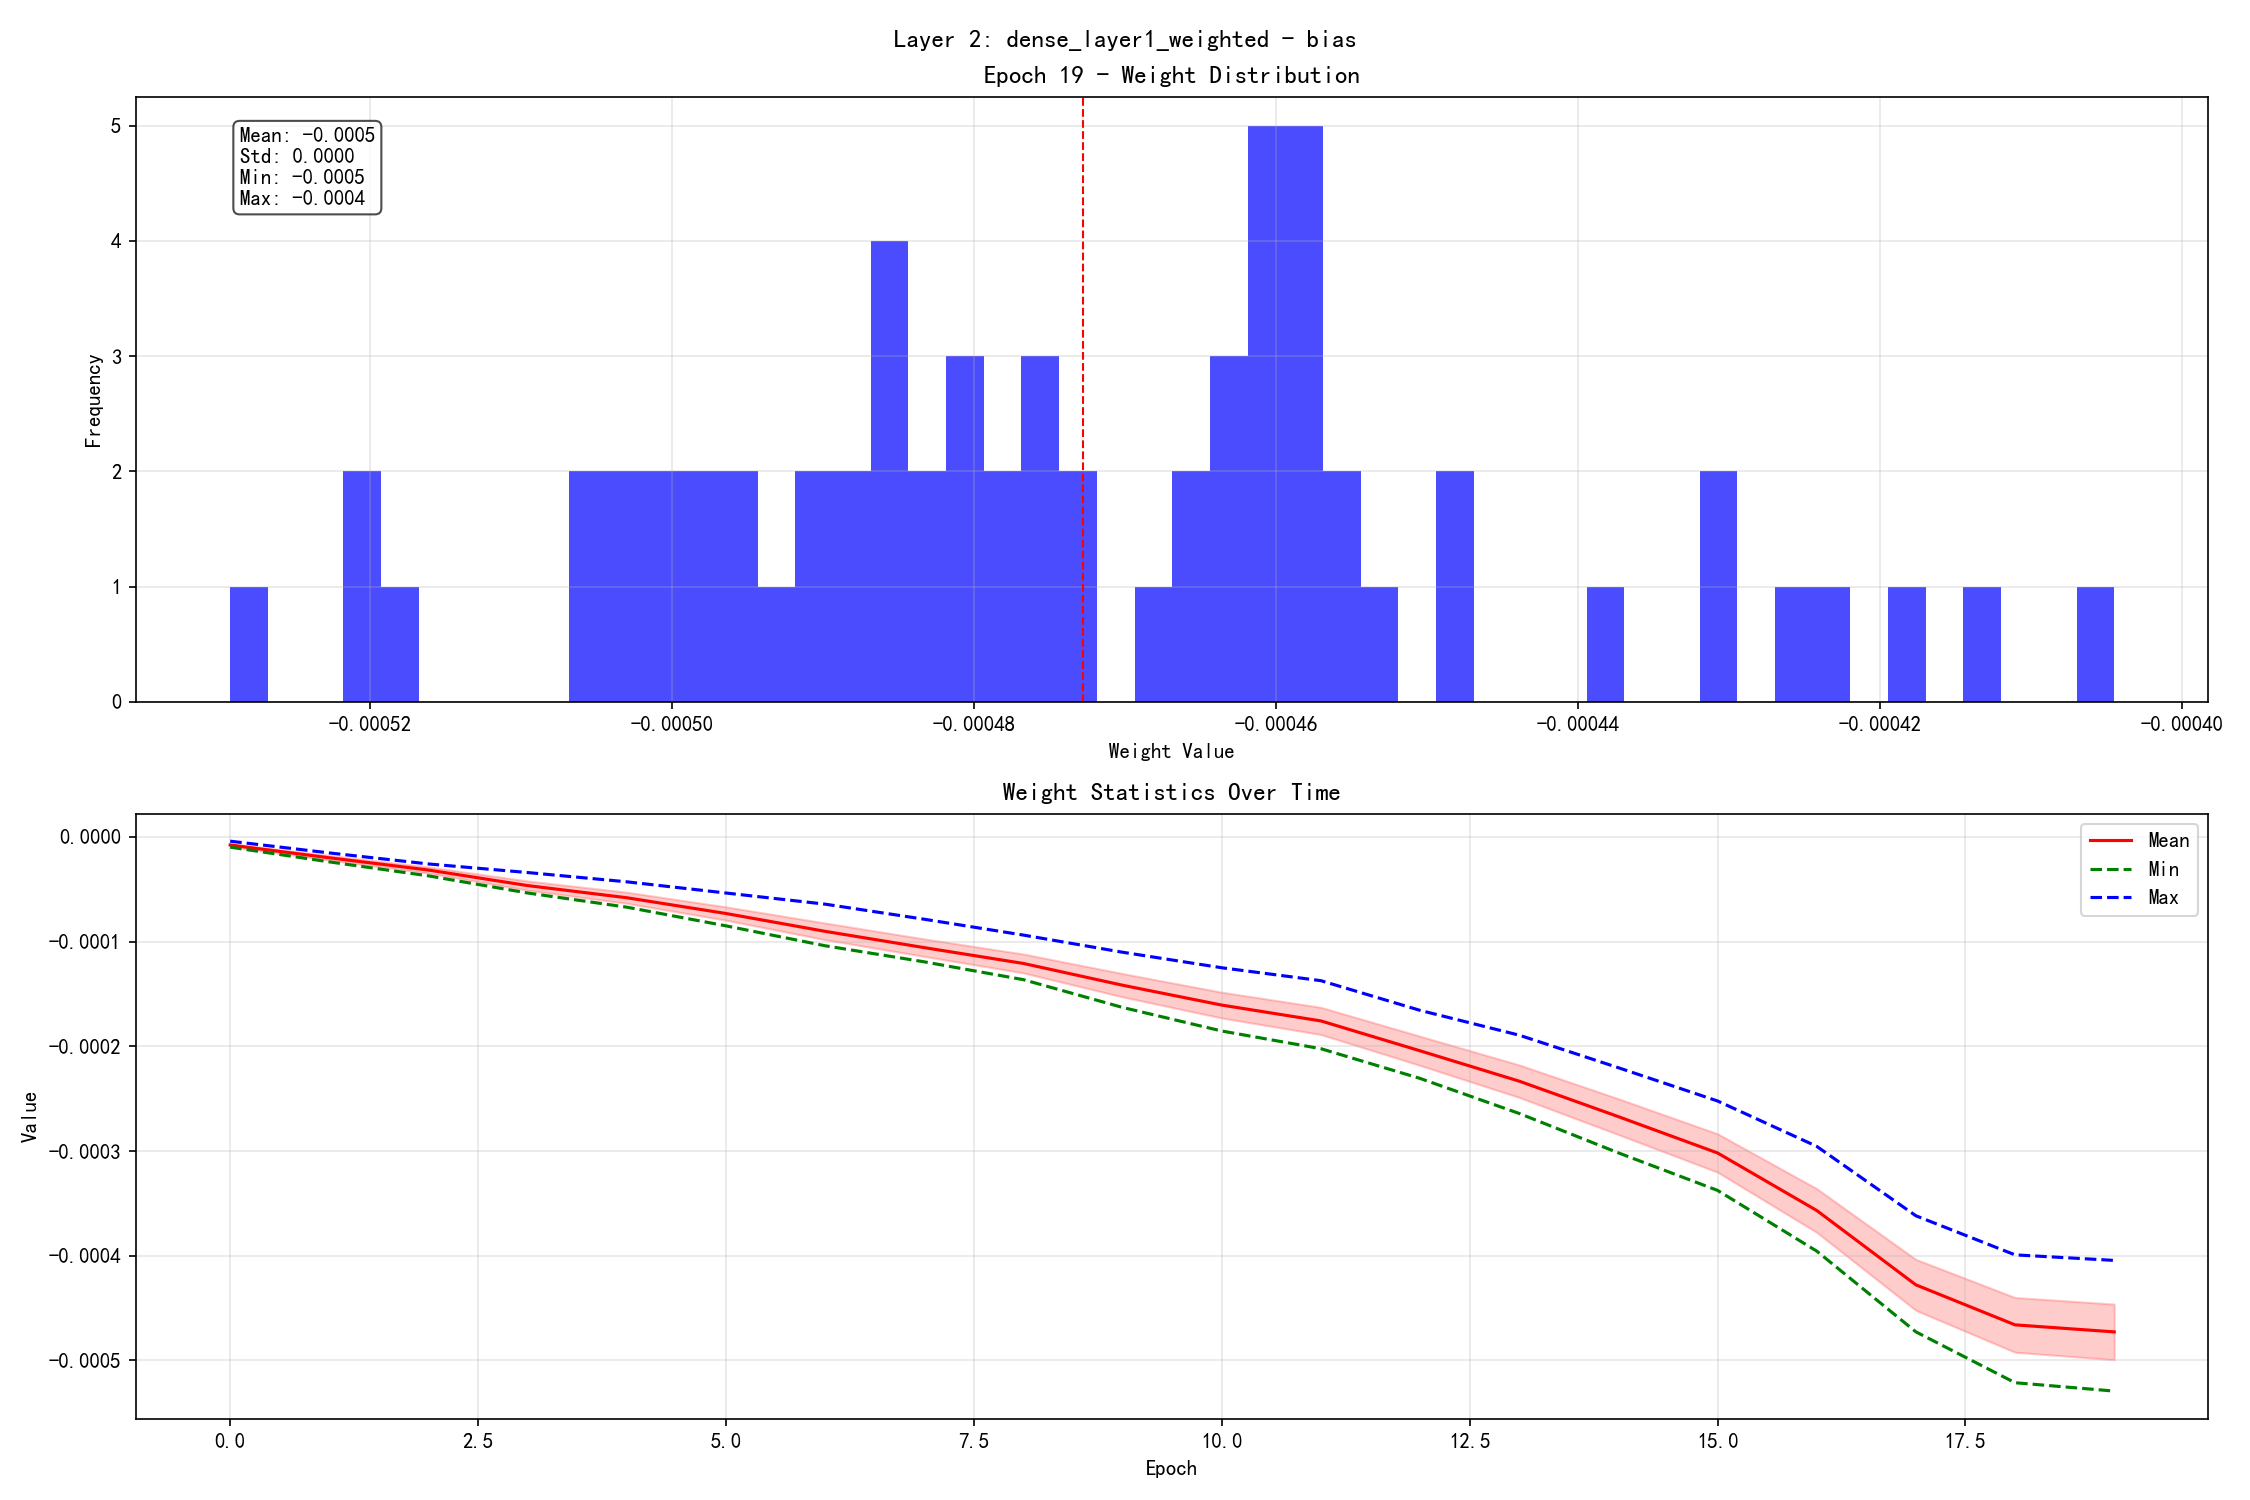 Layer 2: dense_layer1_weighted - bias
Epoch 19 - Weight Distribution
Mean: -0.0005
Std: 0.0000
Min: -0.0005
Max: -0.0004
5
4
3
2
1
0
Frequency
-0.00052 -0.00050 -0.00048 -0.00046 -0.00044 -0.00042 -0.00040
Weight Value
Weight Statistics Over Time
0.0000
-0.0001
-0.0002
-0.0003
-0.0004
-0.0005
Value
Mean
Min
Max
0.0 2.5 5.0 7.5 10.0 12.5 15.0 17.5
Epoch